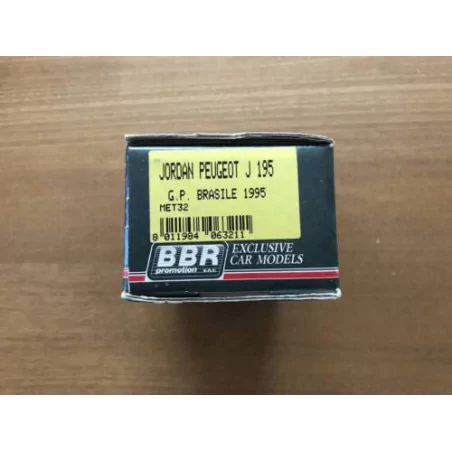 JORDAN PEUGEOT J 195
G.P. BRASILE 1995
MET32
8 011984 063211
BBR
promotion s.n.c.
EXCLUSIVE
CAR MODELS